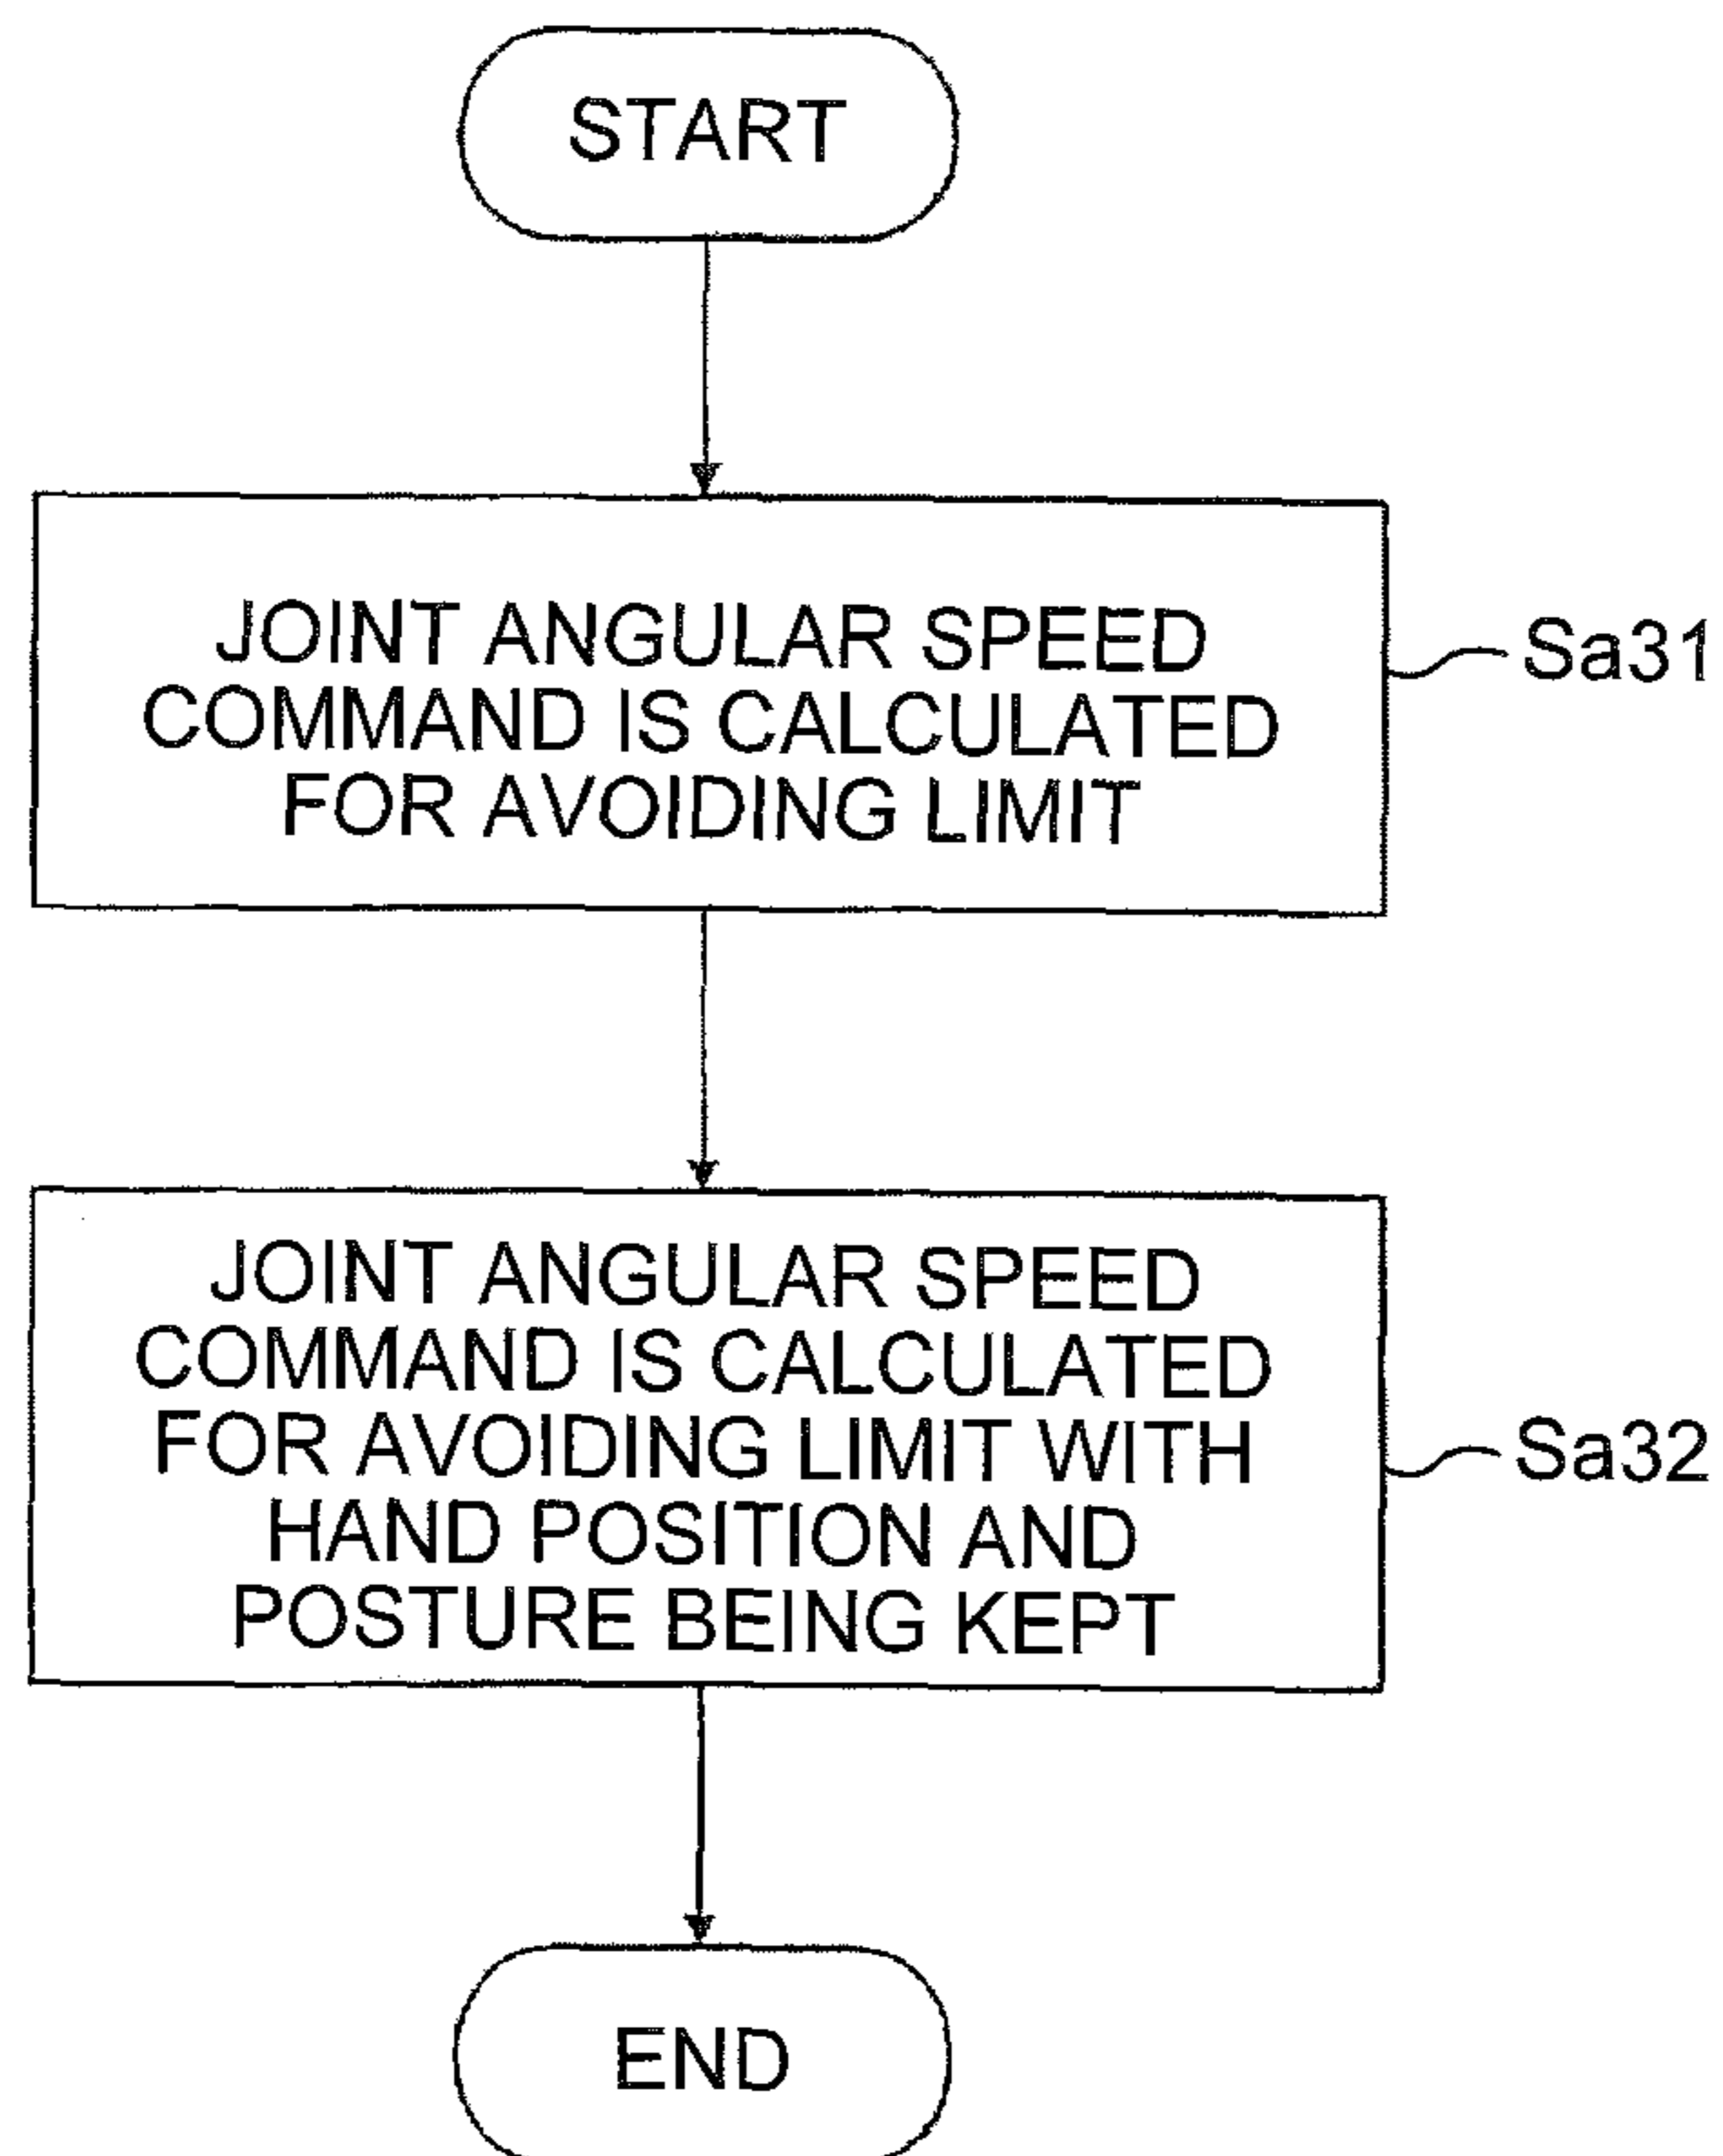 START
JOINT ANGULAR SPEED
COMMAND IS CALCULATED
FOR AVOIDING LIMIT
Sa31
JOINT ANGULAR SPEED
COMMAND IS CALCULATED
FOR AVOIDING LIMIT WITH
HAND POSITION AND
POSTURE BEING KEPT
Sa32
END